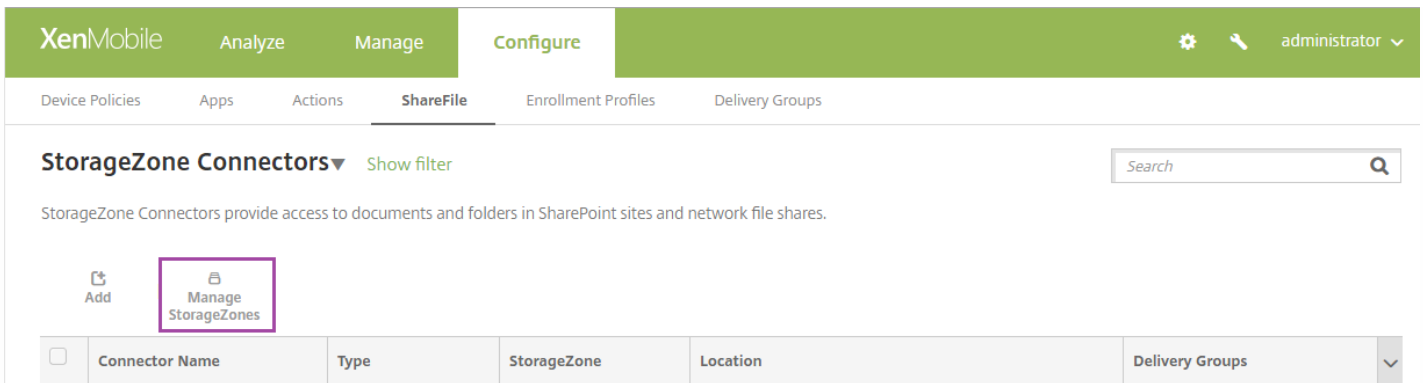 XenMobile Analyze Manage Configure administrator
Device Policies Apps Actions ShareFile Enrollment Profiles Delivery Groups
StorageZone Connectors Show filter Search
StorageZone Connectors provide access to documents and folders in SharePoint sites and network file shares.
Add Manage
StorageZones
Connector Name Type StorageZone Location Delivery Groups